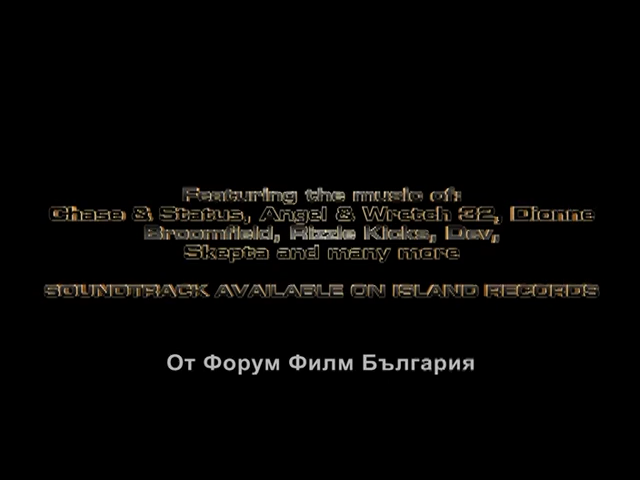 Featuring the music of:
Chase & Status, Angel & Wretch 32, Dionne
Broomfield, Rizzle Kicks, Dev,
Skepta and many more
SOUNDTRACK AVAILABLE ON ISLAND RECORDS
От Форум Филм България